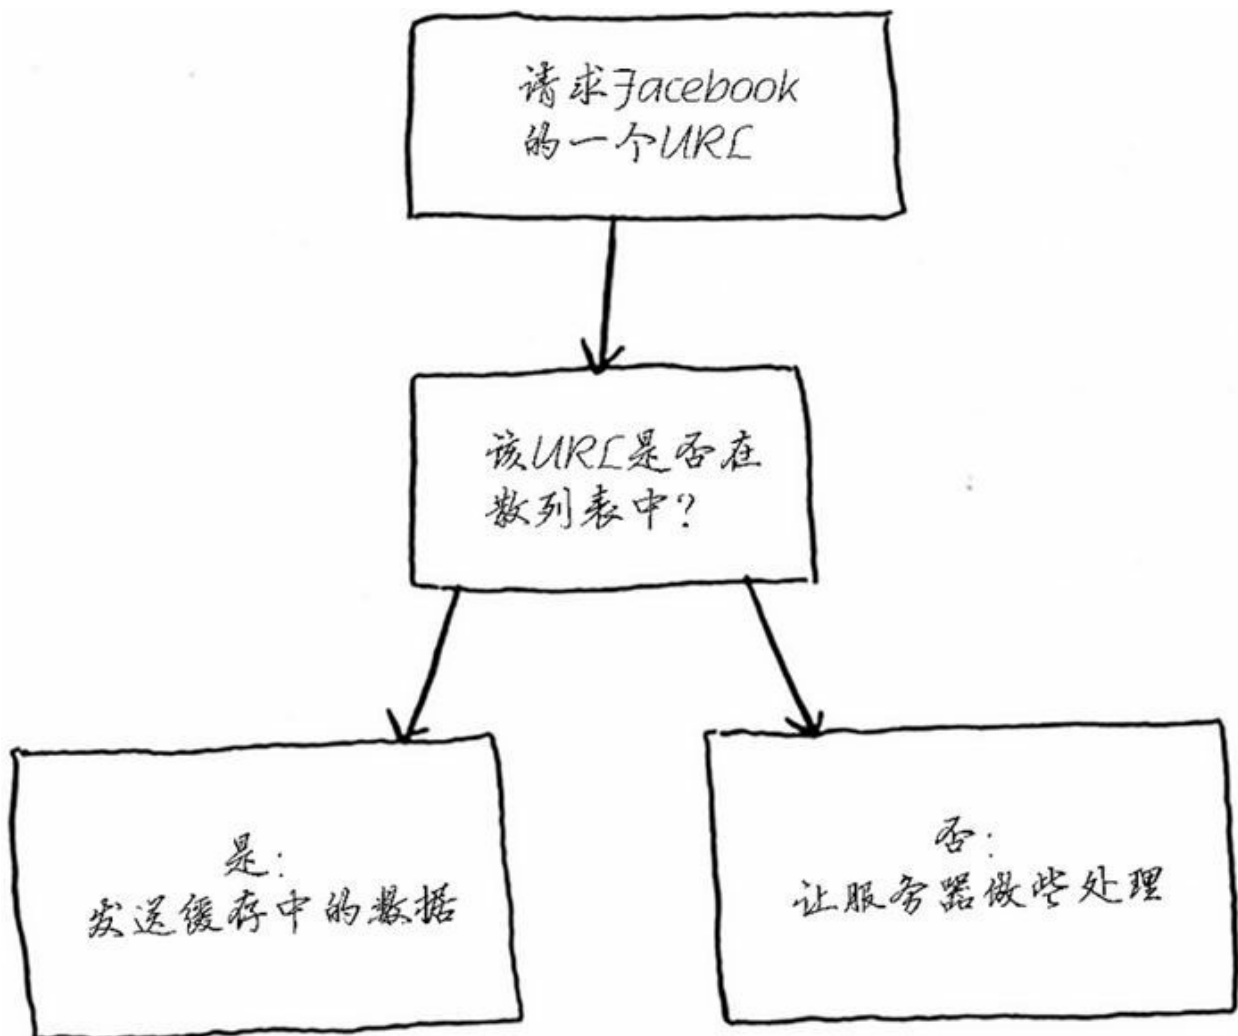 请求Facebook
的一个URL
该URL是否在
散列表中？
是：
发送缓存中的数据
否：
让服务器做些处理